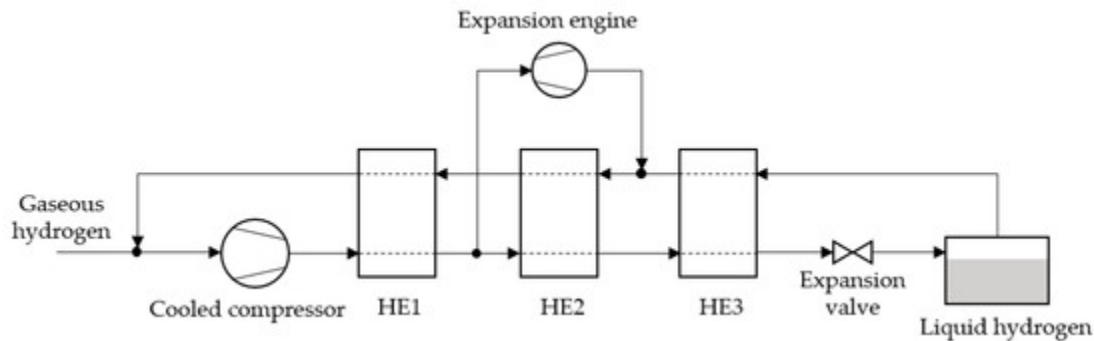 Expansion engine
Gaseous
hydrogen
Cooled compressor
HE1
HE2
HE3
Expansion
valve
Liquid hydrogen